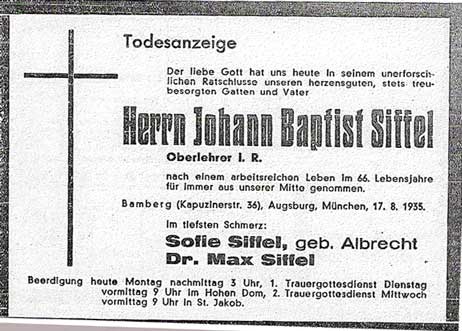 Todesanzeige
Der liebe Gott hat uns heute in seinem unerforsch-
lichen Ratschlusse unseren herzensguten, stets treu-
besorgten Gatten und Vater
Herrn Johann Baptist Siffel
Oberlehrer i. R.
nach einem arbeitsreichen Leben im 66. Lebensjahre
für immer aus unserer Mitte genommen.
Bamberg (Kapuzinerstr. 36), Augsburg, München, 17. 8. 1935.
Im tiefsten Schmerz:
Sofie Siffel, geb. Albrecht
Dr. Max Siffel
Beerdigung heute Montag nachmittag 3 Uhr, 1. Trauergottesdienst Dienstag
vormittag 9 Uhr im Hohen Dom, 2. Trauergottesdienst Mittwoch
vormittag 9 Uhr in St. Jakob.